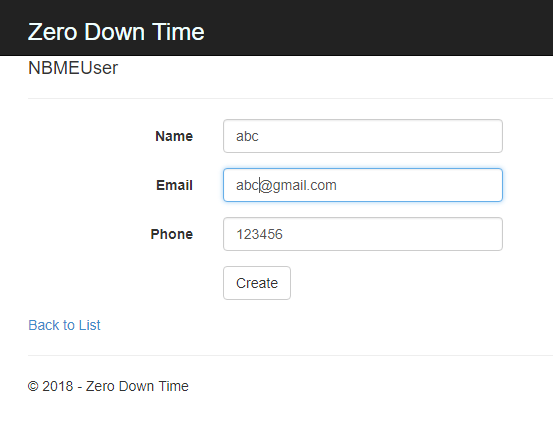 Zero Down Time
NBMEUser
Name abc
Email abc@gmail.com
Phone 123456
Create
Back to List
© 2018 - Zero Down Time